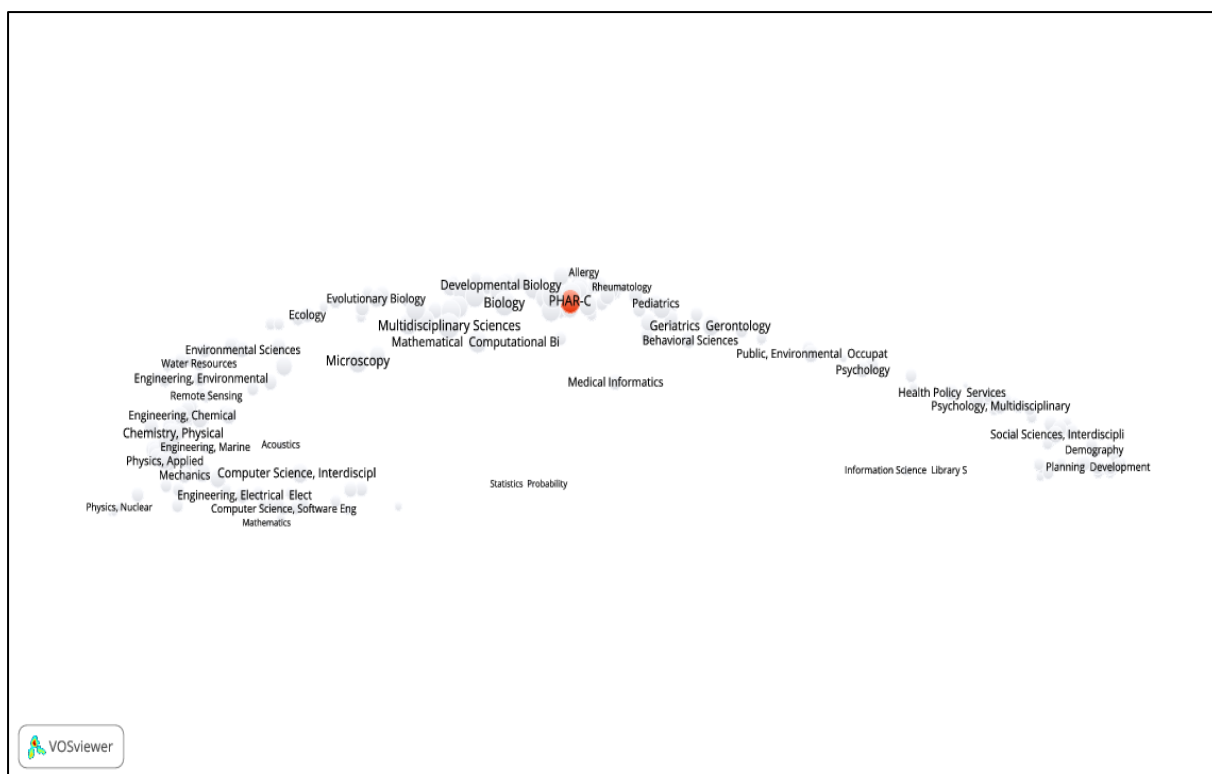 Allergy
Developmental Biology
Rheumatology
Evolutionary Biology
Biology
PHAR-C
Pediatrics
Ecology
Multidisciplinary Sciences
Geriatrics Gerontology
Mathematical Computational Bi
Behavioral Sciences
Environmental Sciences
Public, Environmental Occupat
Water Resources
Microscopy
Psychology
Engineering, Environmental
Medical Informatics
Remote Sensing
Health Policy Services
Psychology, Multidisciplinary
Engineering, Chemical
Chemistry, Physical
Social Sciences, Interdiscipli
Engineering, Marine
Acoustics
Demography
Physics, Applied
Planning Development
Mechanics
Computer Science, Interdiscipl
Information Science Library S
Statistics Probability
Engineering, Electrical Elect
Physics, Nuclear
Computer Science, Software Eng
Mathematics
VOSviewer